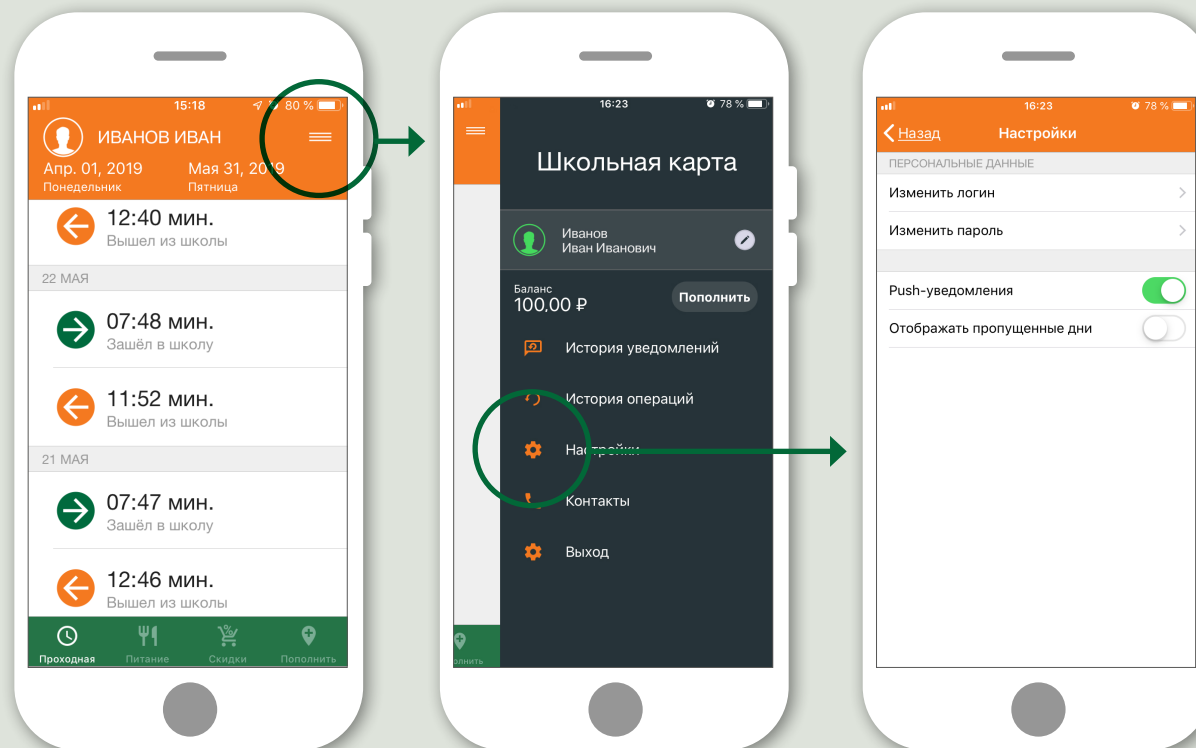 15:18
80 %
ИВАНОВ ИВАН
Апр. 01, 2019
Мая 31, 2019
Понедельник
Пятница
12:40 мин.
Вышел из школы
22 МАЯ
07:48 мин.
Зашёл в школу
11:52 мин.
Вышел из школы
21 МАЯ
07:47 мин.
Зашёл в школу
12:46 мин.
Вышел из школы
Проходная
Питание
Скидки
Пополнить
16:23
78 %
Школьная карта
Иванов
Иван Иванович
Баланс
100,00 ₽
Пополнить
История уведомлений
История операций
Настройки
Контакты
Выход
олнить
16:23
78 %
Назад
Настройки
ПЕРСОНАЛЬНЫЕ ДАННЫЕ
Изменить логин
Изменить пароль
Push-уведомления
Отображать пропущенные дни